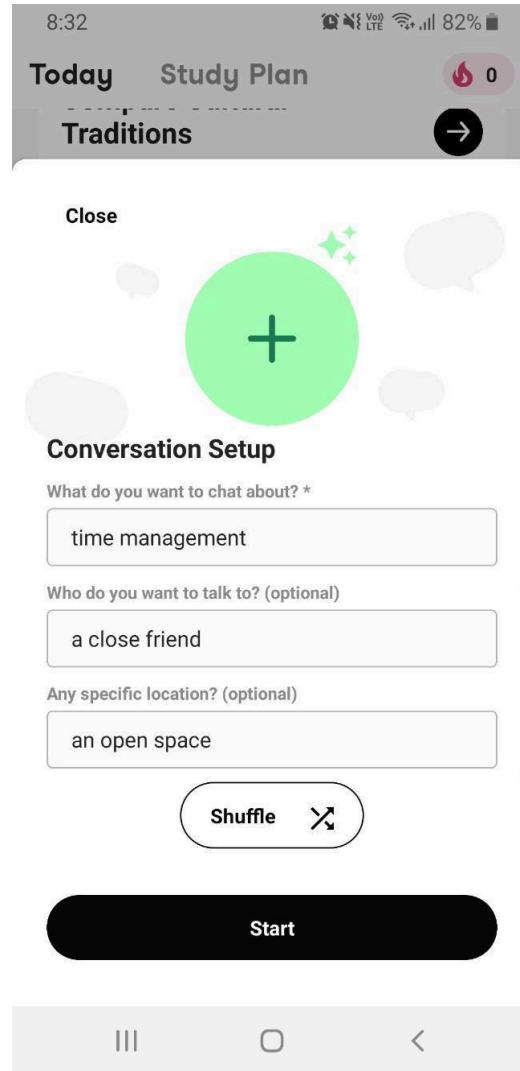 8:32 Vo)) LTE 82%
Today Study Plan 0
Traditions
Close
Conversation Setup
What do you want to chat about? *
time management
Who do you want to talk to? (optional)
a close friend
Any specific location? (optional)
an open space
Shuffle
Start